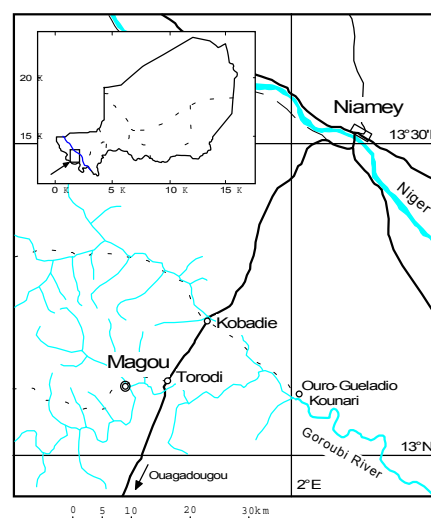 20 K
15 K
0 K
5 K
10 K
15 K
Niamey
13°30'N
Niger
Kobadie
Magou
Torodi
Ouro-Gueladio
Kounari
Goroubi River
13°N
Ouagadougou
2°E
0 5 10 20 30km